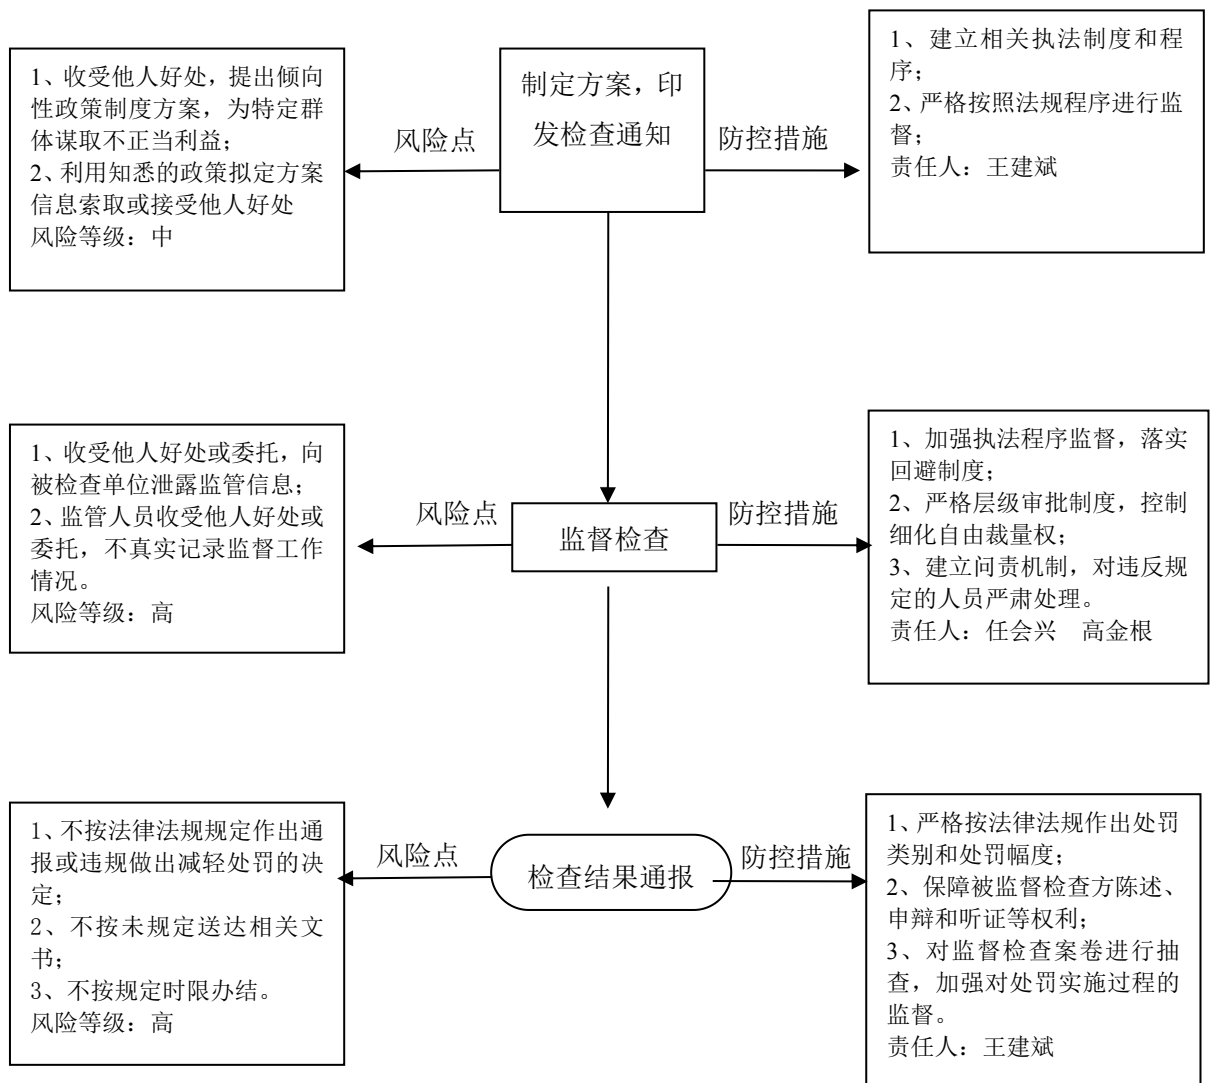 1、收受他人好处，提出倾向
性政策制度方案，为特定群
体谋取不正当利益；
2、利用知悉的政策拟定方案
信息索取或接受他人好处
风险等级：中
风险点
制定方案，印
发检查通知
防控措施
1、建立相关执法制度和程
序；
2、严格按照法规程序进行监
督；
责任人：王建斌
1、收受他人好处或委托，向
被检查单位泄露监管信息；
2、监管人员收受他人好处或
委托，不真实记录监督工作
情况。
风险等级：高
风险点
监督检查
防控措施
1、加强执法程序监督，落实
回避制度；
2、严格层级审批制度，控制
细化自由裁量权；
3、建立问责机制，对违反规
定的人员严肃处理。
责任人：任会兴　高金根
1、不按法律法规规定作出通
报或违规做出减轻处罚的决
定；
2、不按未规定送达相关文
书；
3、不按规定时限办结。
风险等级：高
风险点
检查结果通报
防控措施
1、严格按法律法规作出处罚
类别和处罚幅度；
2、保障被监督检查方陈述、
申辩和听证等权利；
3、对监督检查案卷进行抽
查，加强对处罚实施过程的
监督。
责任人：王建斌